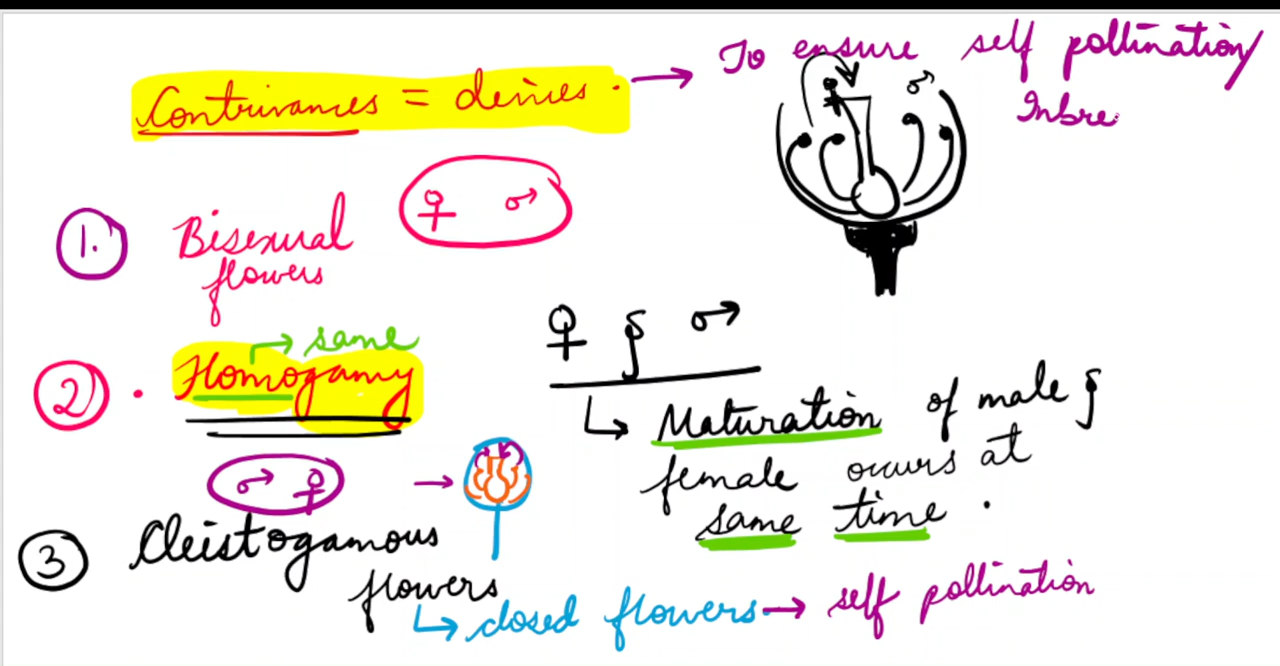 To ensure self pollination/
Inbre
Contrivances = devices.
1. Bisexual
flowers
same
2. Homogamy
Maturation of male &
female occurs at
same time.
3 Cleistogamous
flowers
closed flowers → self pollination